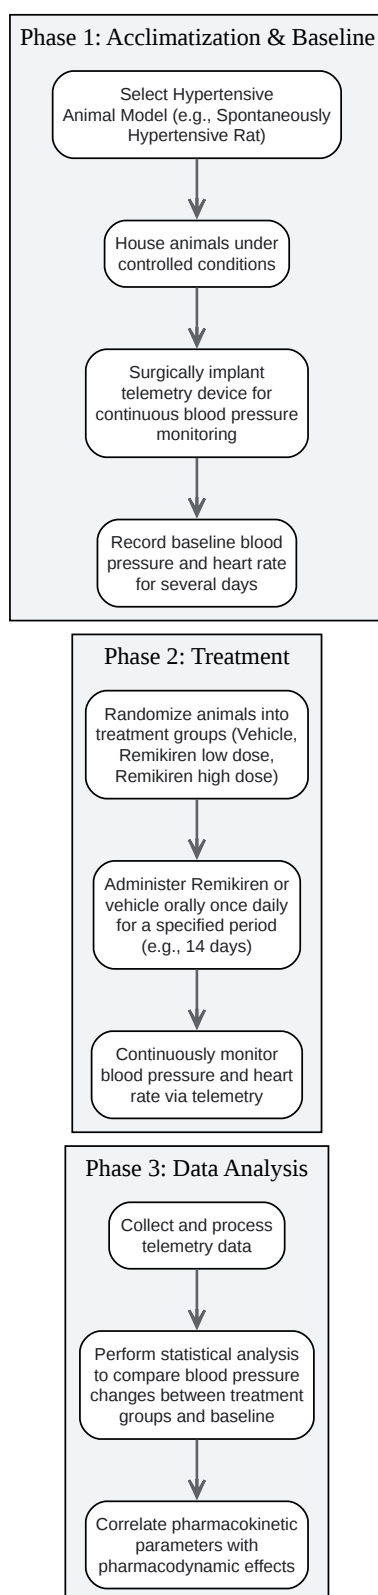 Phase 1: Acclimatization & Baseline
Select Hypertensive
Animal Model (e.g., Spontaneously
Hypertensive Rat)
House animals under
controlled conditions
Surgically implant
telemetry device for
continuous blood pressure
monitoring
Record baseline blood
pressure and heart rate
for several days
Phase 2: Treatment
Randomize animals into
treatment groups (Vehicle,
Remikiren low dose,
Remikiren high dose)
Administer Remikiren or
vehicle orally once daily
for a specified period
(e.g., 14 days)
Continuously monitor
blood pressure and heart
rate via telemetry
Phase 3: Data Analysis
Collect and process
telemetry data
Perform statistical analysis
to compare blood pressure
changes between treatment
groups and baseline
Correlate pharmacokinetic
parameters with
pharmacodynamic effects